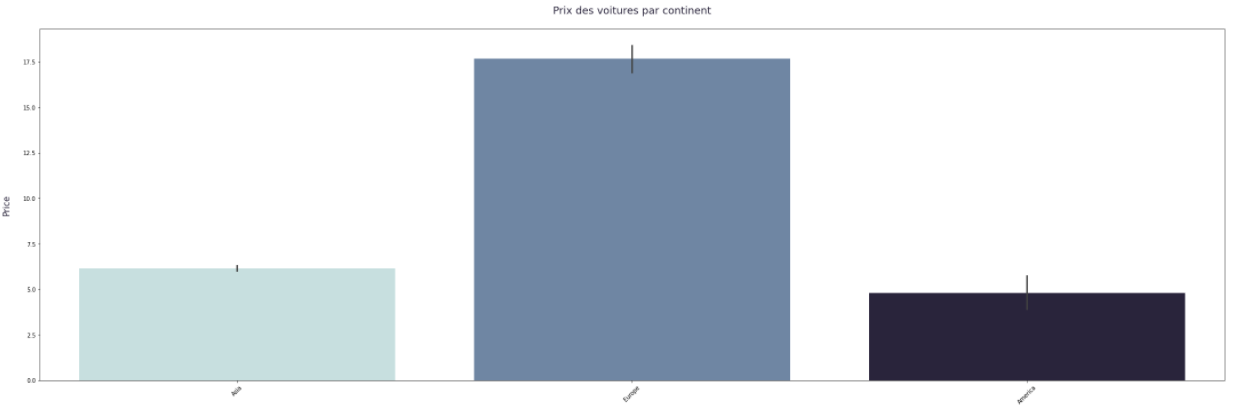 Prix des voitures par continent
17.5
15.0
12.5
10.0
7.5
5.0
2.5
0.0
Price
Asia
Europe
America